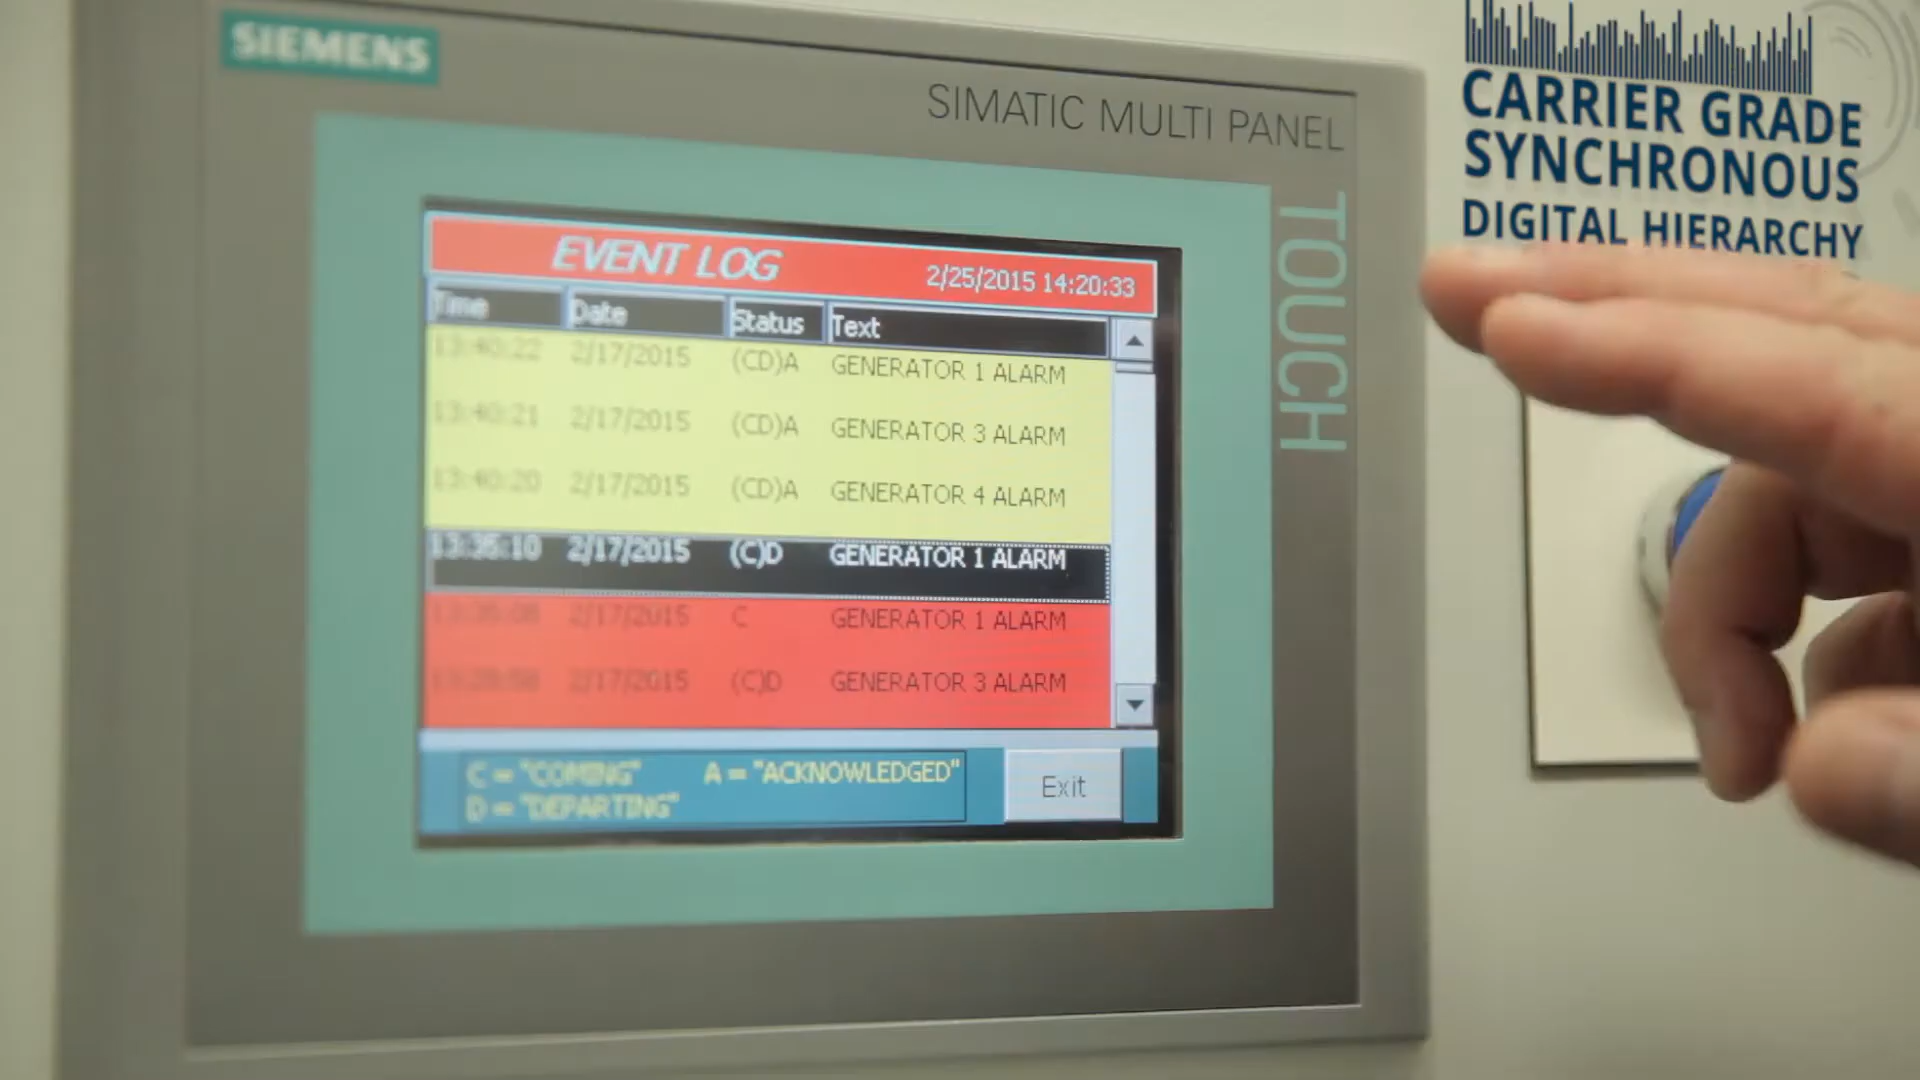 SIEMENS
SIMATIC MULTI PANEL
TOUCH
CARRIER GRADE
SYNCHRONOUS
DIGITAL HIERARCHY
EVENT LOG 2/25/2015 14:20:33
Time Date Status Text
13:40:22 2/17/2015 (CD)A GENERATOR 1 ALARM
13:40:21 2/17/2015 (CD)A GENERATOR 3 ALARM
13:40:20 2/17/2015 (CD)A GENERATOR 4 ALARM
13:35:10 2/17/2015 (C)D GENERATOR 1 ALARM
2/17/2015 C GENERATOR 1 ALARM
2/17/2015 (C)D GENERATOR 3 ALARM
C = "COMING" A = "ACKNOWLEDGED"
D = "DEPARTING"
Exit